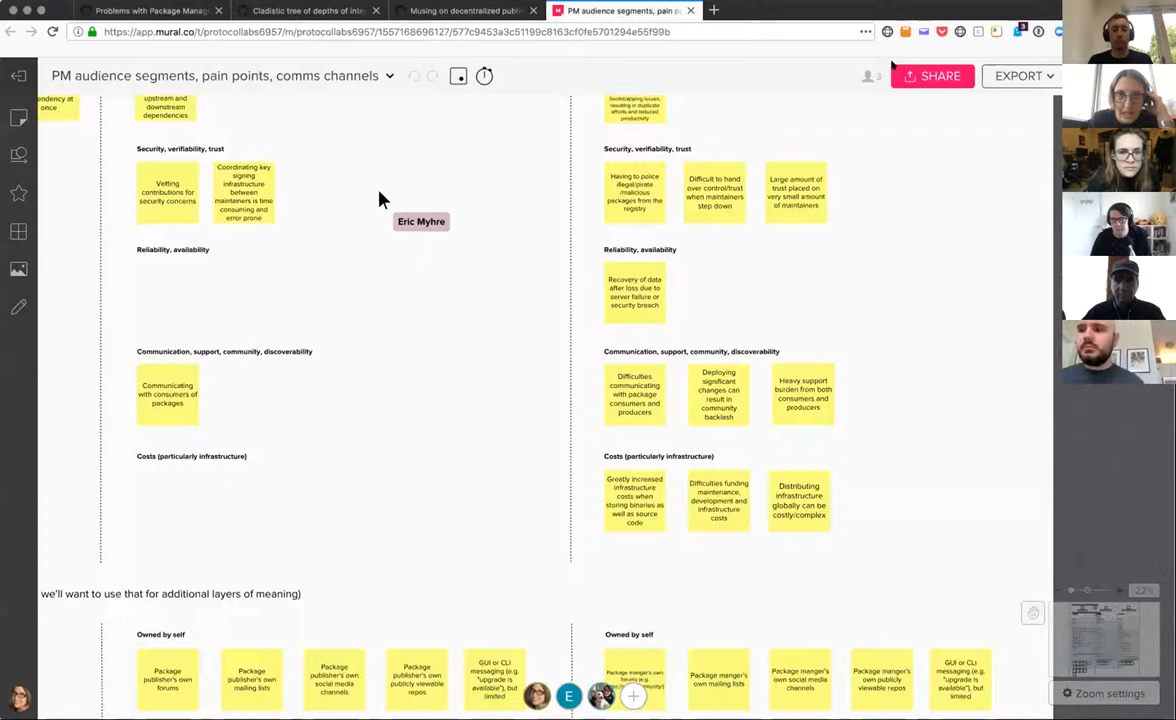 Problems with Package Manag
Cladistic tree of depths of inte
Musing on decentralized publi
PM audience segments, pain po
https://app.mural.co/t/protocollabs6957/m/protocollabs6957/1557168696127/577c9453a3c51199c8163cf0fe5701294e55f99b
3
PM audience segments, pain points, comms channels
3
SHARE
EXPORT
endency at
once
upstream and
downstream
dependencies
bootstrapping issues,
resulting in duplicate
efforts and reduced
productivity
Security, verifiability, trust
Vetting
contributions for
security concerns
Coordinating key
signing
infrastructure
between
maintainers is time
consuming and
error prone
Eric Myhre
Security, verifiability, trust
Having to police
illegal/pirate
/malicious
packages from the
registry
Difficult to hand
over control/trust
when maintainers
step down
Large amount of
trust placed on
very small amount
of maintainers
Reliability, availability
Reliability, availability
Recovery of data
after loss due to
server failure or
security breach
Communication, support, community, discoverability
Communicating
with consumers of
packages
Communication, support, community, discoverability
Difficulties
communicating
with package
consumers and
producers
Deploying
significant
changes can
result in
community
backlash
Heavy support
burden from both
consumers and
producers
Costs (particularly infrastructure)
Costs (particularly infrastructure)
Greatly increased
infrastructure
costs when
storing binaries as
well as source
code
Difficulties funding
maintenance,
development and
infrastructure
costs
Distributing
infrastructure
globally can be
costly/complex
we'll want to use that for additional layers of meaning)
Owned by self
Package
publisher's own
forums
Package
publisher's own
mailing lists
Package
publisher's own
social media
channels
Package
publisher's own
publicly viewable
repos
GUI or CLI
messaging (e.g.
"upgrade is
available"), but
limited
Owned by self
Package manger's
own forums (e.g.
Package manger's
own mailing lists
Package manger's
own social media
channels
Package manger's
own publicly
viewable repos
GUI or CLI
messaging (e.g.
"upgrade is
available"), but
limited
E
22%
Zoom settings